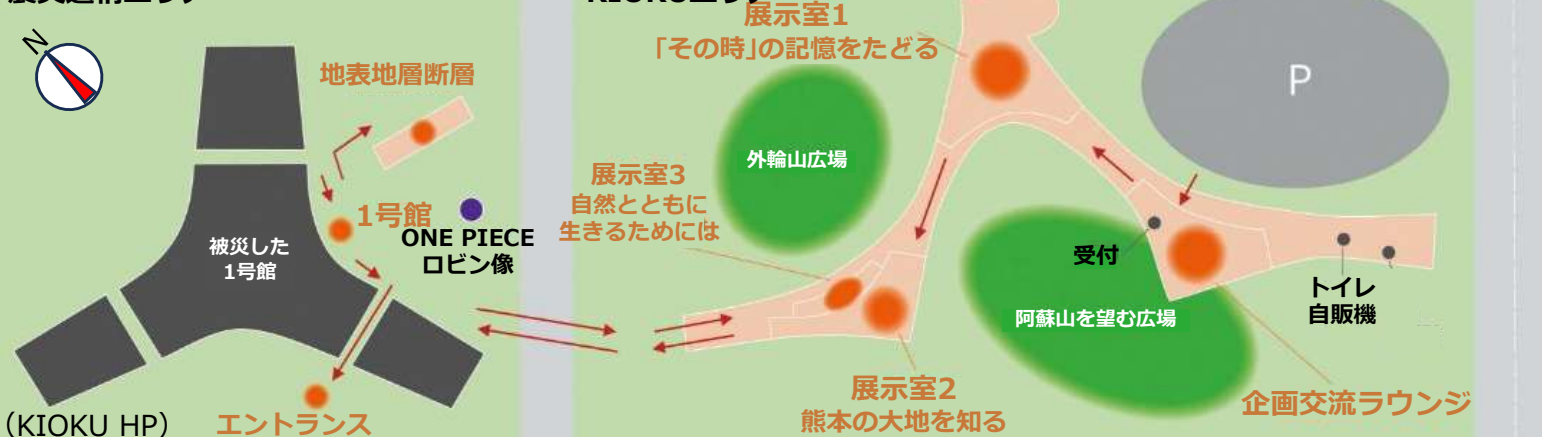 震災遺構エリア
KIOKUエリア
N
地表地層断層
1号館
ONE PIECE
ロビン像
被災した
1号館
(KIOKU HP)
エントランス
展示室1
「その時」の記憶をたどる
外輪山広場
展示室3
自然とともに
生きるためには
展示室2
熊本の大地を知る
P
受付
阿蘇山を望む広場
トイレ
自販機
企画交流ラウンジ